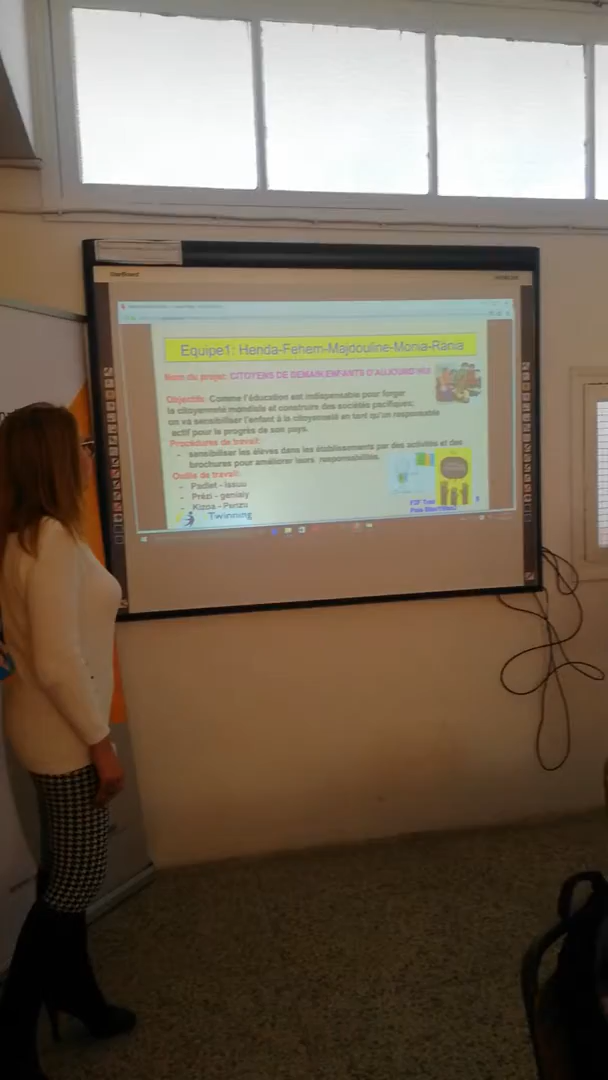 StarBoard
Equipe1: Henda-Fehem-Majdouline-Monia-Rania
Nom du projet: CITOYENS DE DEMAIN,ENFANTS D'AUJOURD'HUI
Objectifs: Comme l'éducation est indispensable pour forger
la citoyenneté mondiale et construire des sociétés pacifiques;
on va sensibiliser l'enfant à la citoyenneté en tant qu'un responsable
actif pour le progrès de son pays.
Procédures de travail:
- sensibiliser les élèves dans les établissements par des activités et des
brochures pour améliorer leurs responsabilités.
Outils de travail:
- Padlet - Issuu
- Prézi - genialy
- Kizoa - Penzu
Twinning